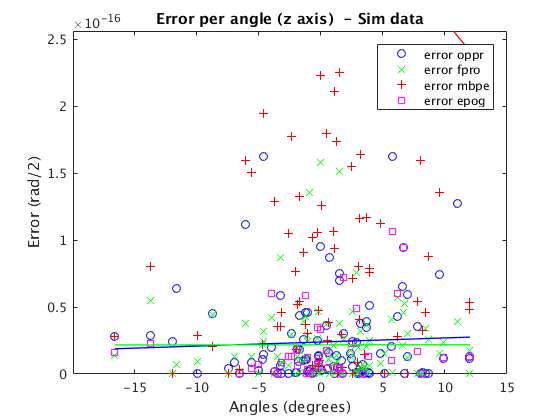 ×10⁻¹⁶
Error per angle (z axis) - Sim data
2.5
2
1.5
1
0.5
0
Error (rad/2)
error oppr
error fpro
error mbpe
error epog
-15 -10 -5 0 5 10 15
Angles (degrees)